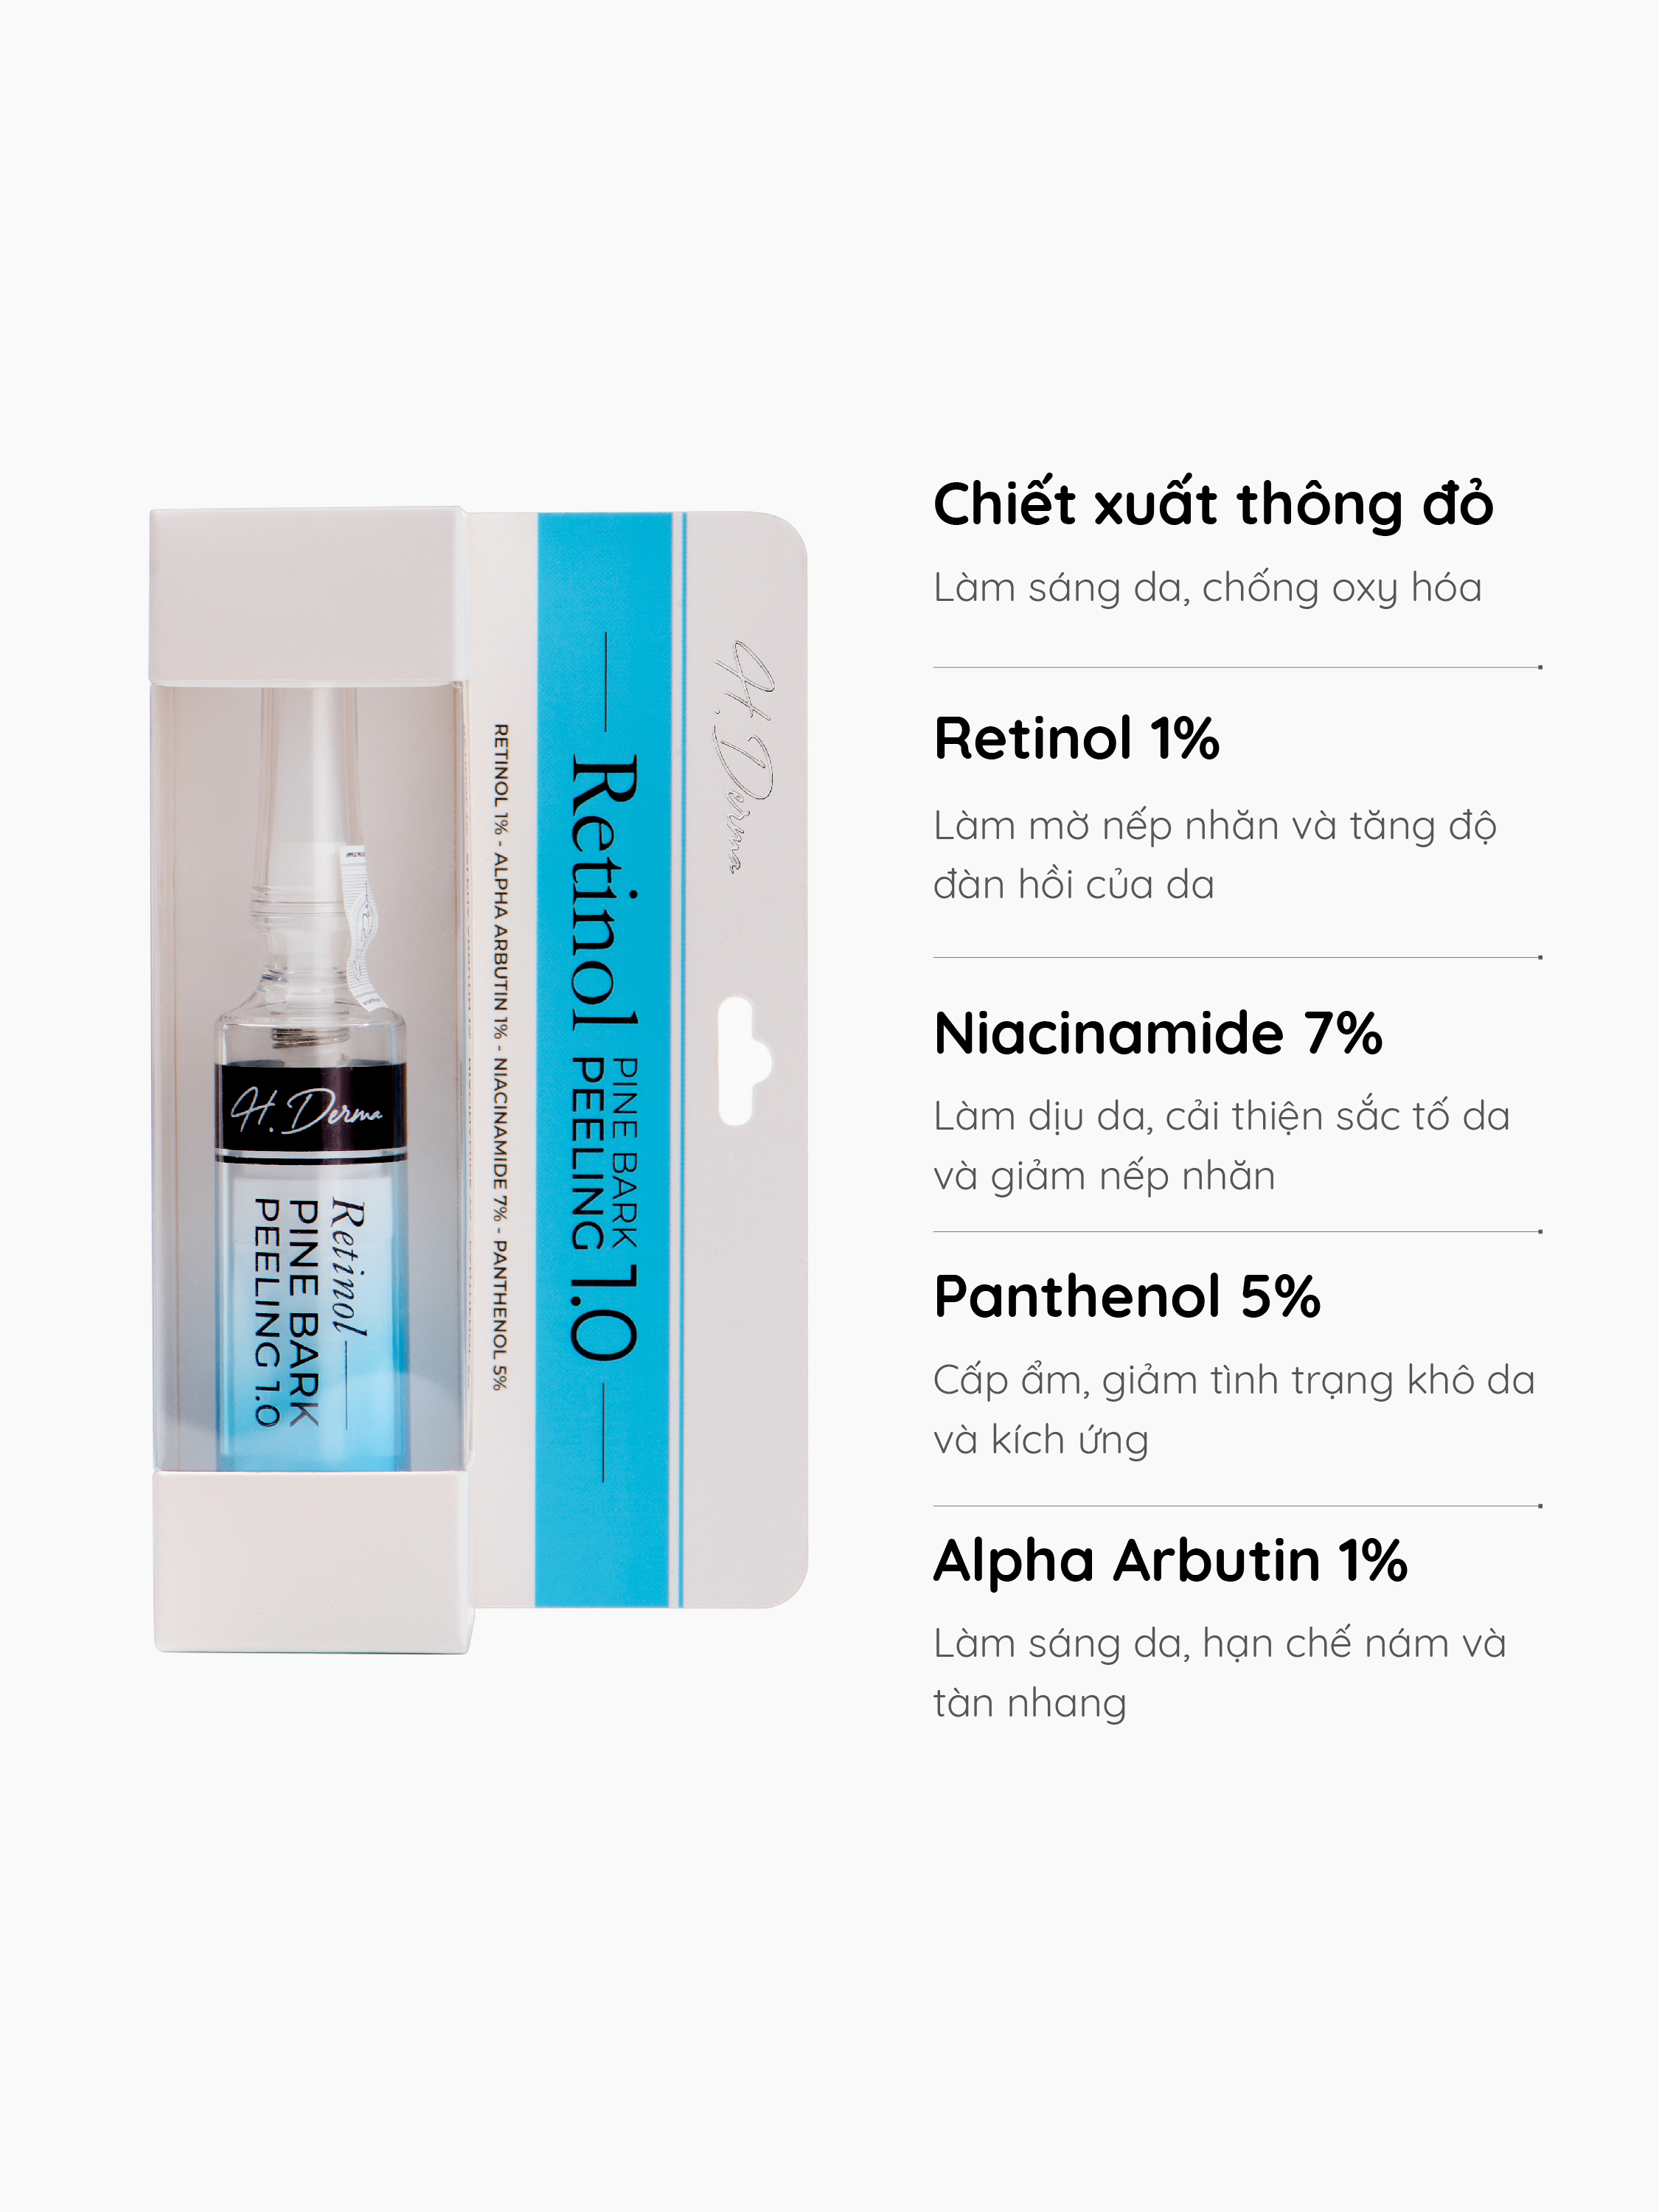 H. Derma
Retinol
PINE BARK
PEELING 1.0
RETINOL 1% - ALPHA ARBUTIN 1% - NIACINAMIDE 7% - PANTHENOL 5%
Retinol PINE BARK
PEELING 1.0
H. Derma
Chiết xuất thông đỏ
Làm sáng da, chống oxy hóa
Retinol 1%
Làm mờ nếp nhăn và tăng độ
đàn hồi của da
Niacinamide 7%
Làm dịu da, cải thiện sắc tố da
và giảm nếp nhăn
Panthenol 5%
Cấp ẩm, giảm tình trạng khô da
và kích ứng
Alpha Arbutin 1%
Làm sáng da, hạn chế nám và
tàn nhang